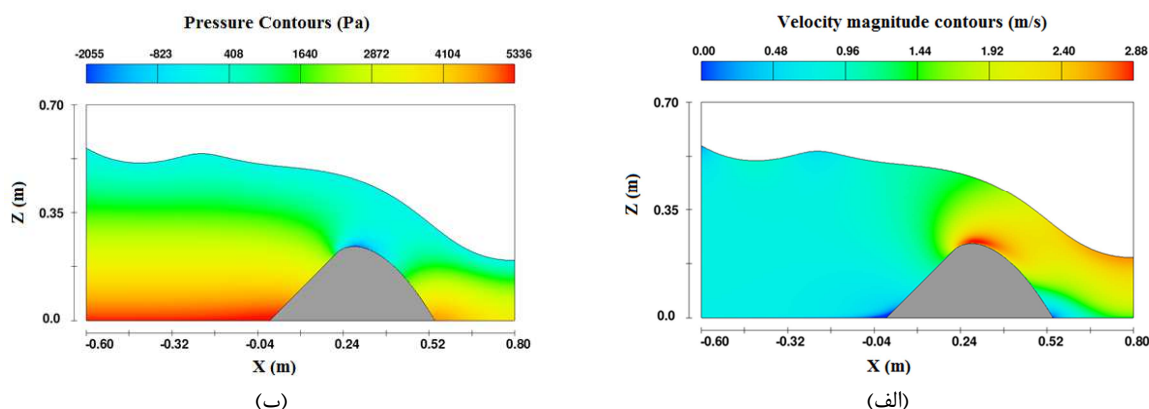 Pressure Contours (Pa)
-2055 -823 408 1640 2872 4104 5336
0.70
0.35
0.0
Z (m)
-0.60 -0.32 -0.04 0.24 0.52 0.80
X (m)
(ب)
Velocity magnitude contours (m/s)
0.00 0.48 0.96 1.44 1.92 2.40 2.88
0.70
0.35
0.0
Z (m)
-0.60 -0.32 -0.04 0.24 0.52 0.80
X (m)
(الف)